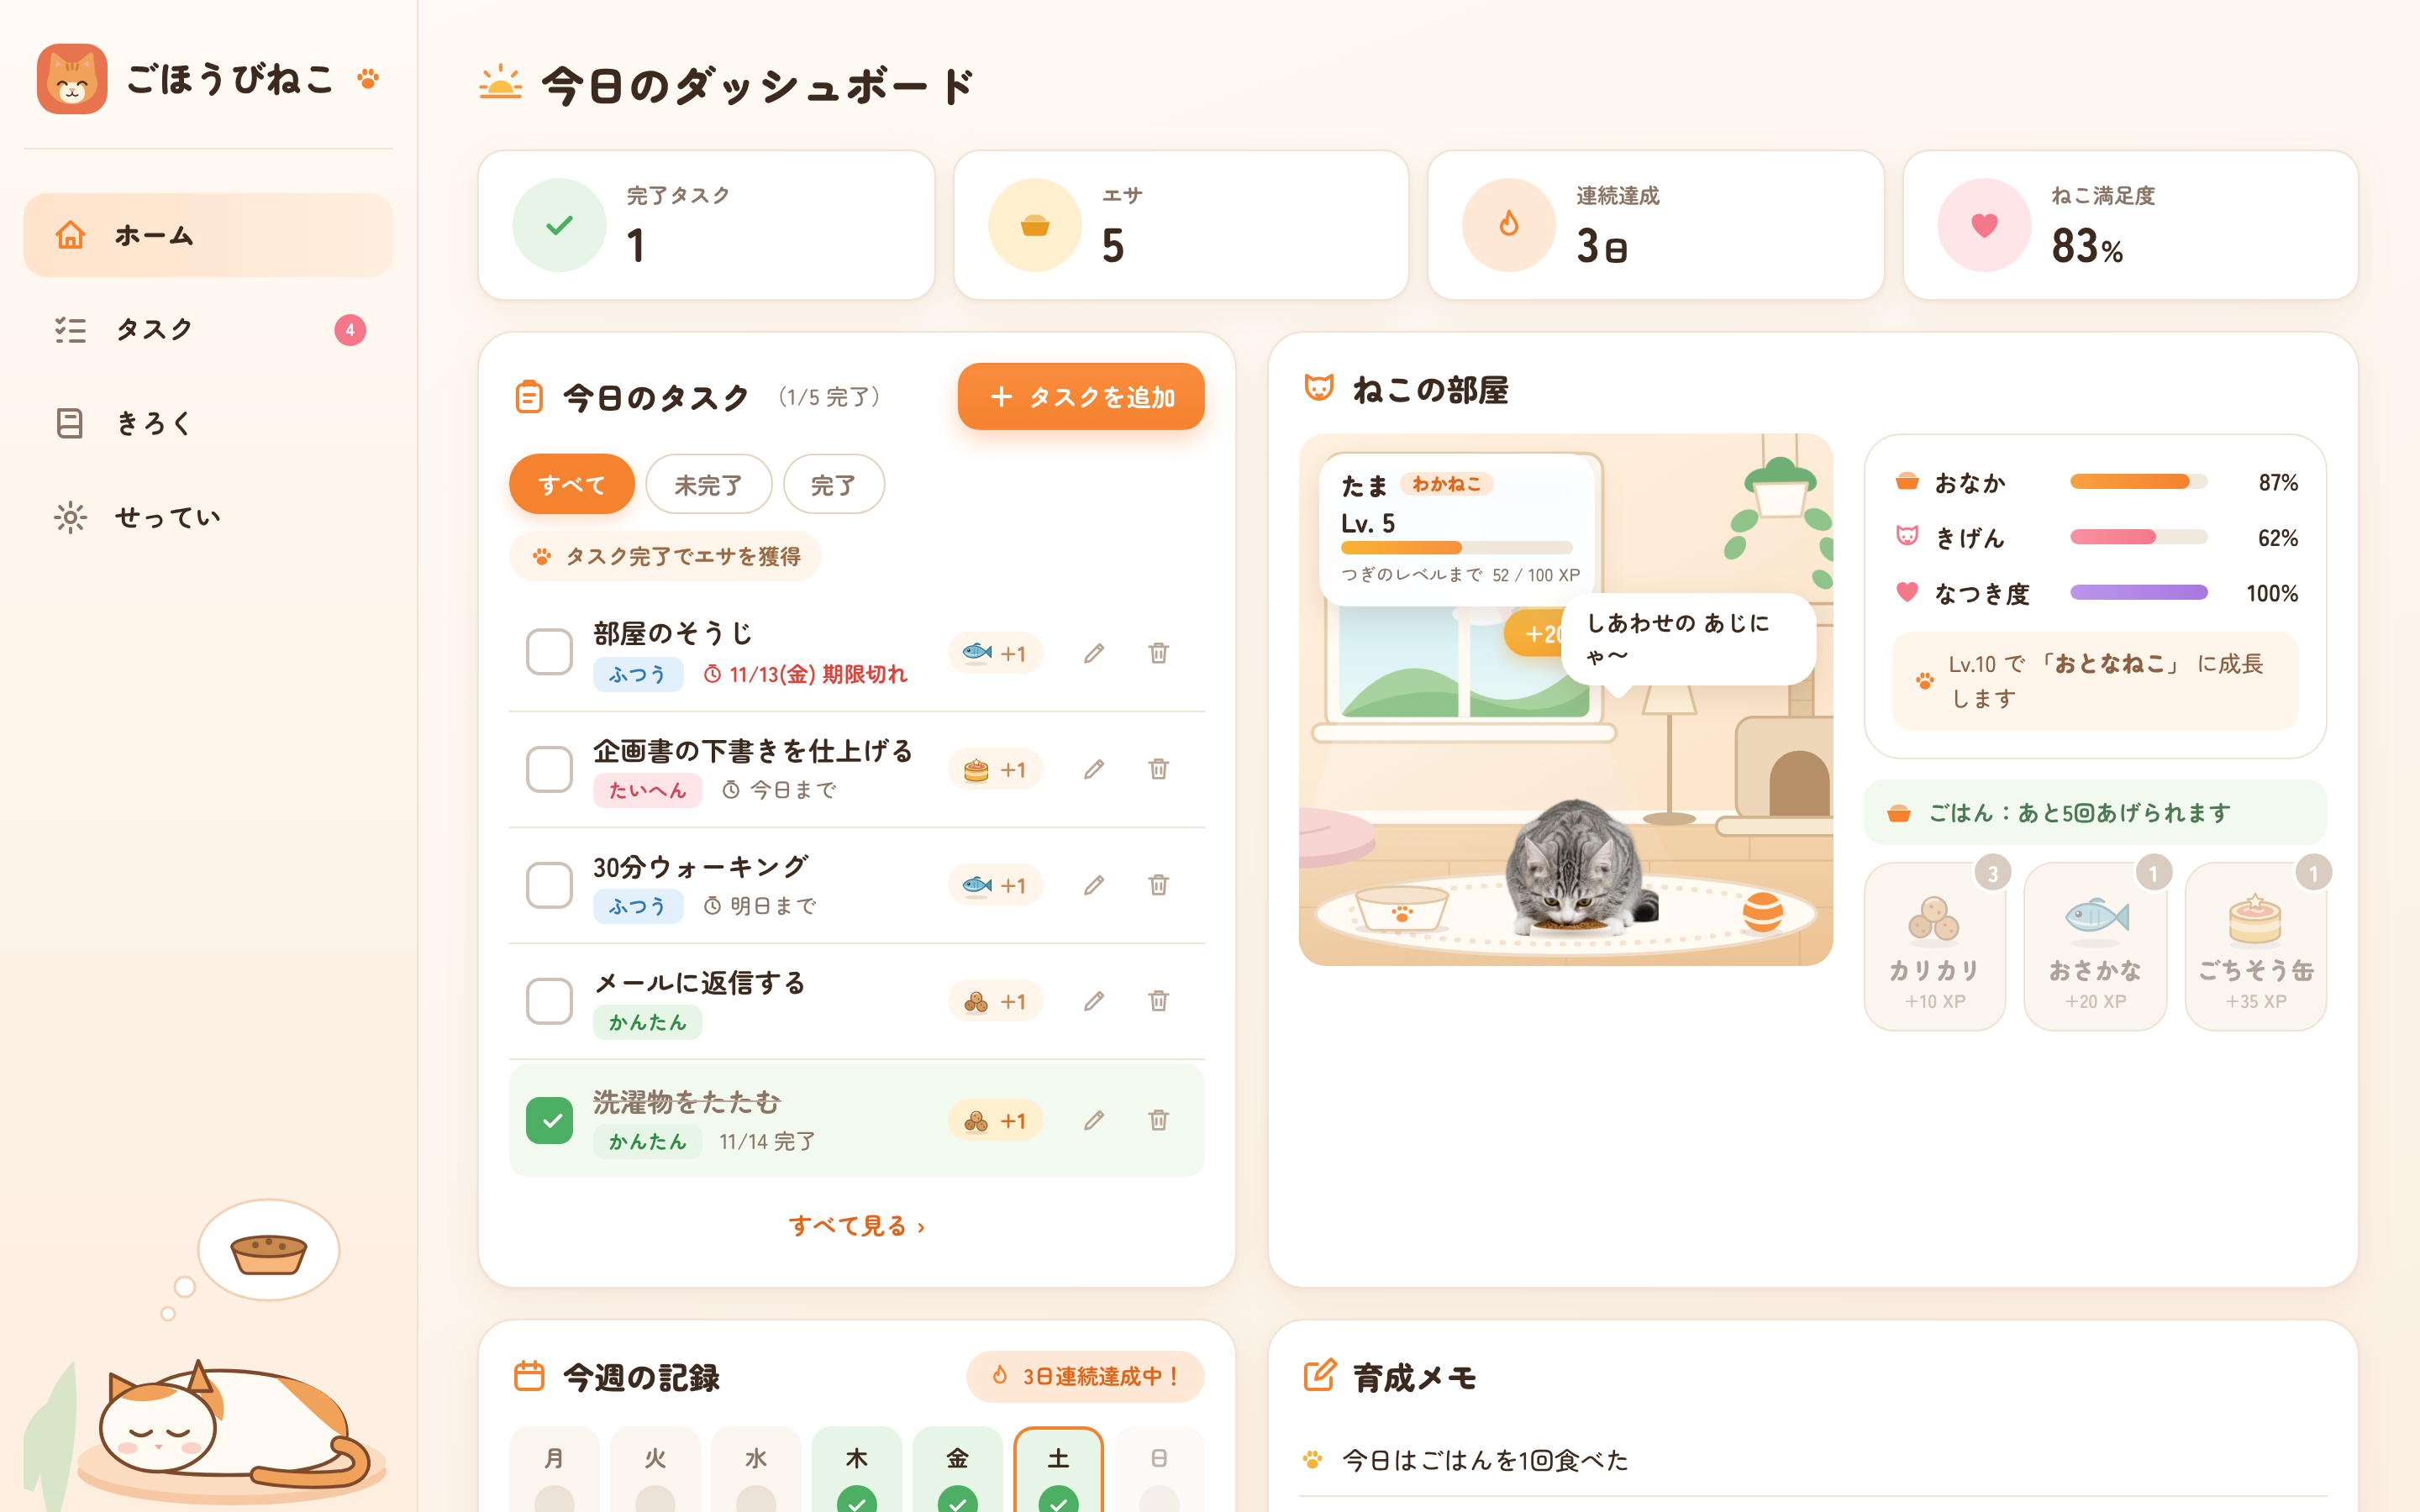 ごほうびねこ
ホーム
タスク
4
きろく
せってい
今日のダッシュボード
完了タスク
1
エサ
5
連続達成
3日
ねこ満足度
83%
今日のタスク (1/5 完了)
+ タスクを追加
すべて
未完了
完了
タスク完了でエサを獲得
部屋のそうじ
ふつう
11/13(金) 期限切れ
+1
企画書の下書きを仕上げる
たいへん
今日まで
+1
30分ウォーキング
ふつう
明日まで
+1
メールに返信する
かんたん
+1
洗濯物をたたむ
かんたん
11/14 完了
+1
すべて見る ›
ねこの部屋
たま わかねこ
Lv. 5
つぎのレベルまで 52 / 100 XP
+20
しあわせの あじに
ゃ〜
おなか
87%
きげん
62%
なつき度
100%
Lv.10 で 「おとなねこ」 に成長
します
ごはん：あと5回あげられます
3
カリカリ
+10 XP
1
おさかな
+20 XP
1
ごちそう缶
+35 XP
今週の記録
3日連続達成中！
月
火
水
木
金
土
日
育成メモ
今日はごはんを1回食べた